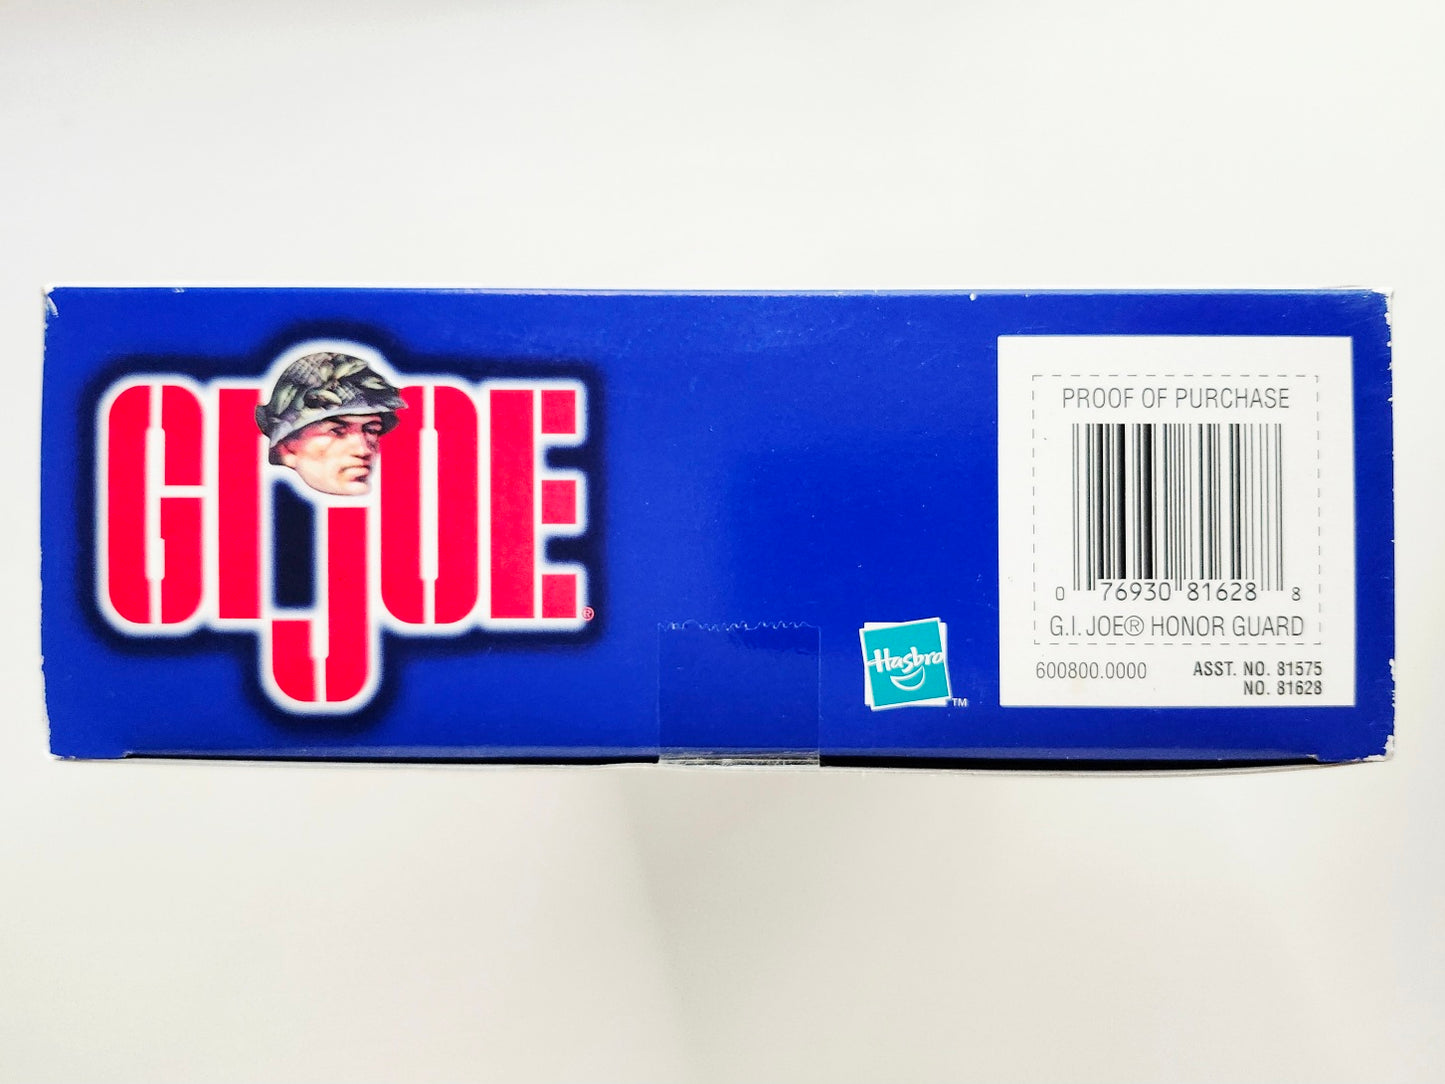 GI JOE®
Hasbro
™
PROOF OF PURCHASE
0 76930 81628 8
G.I. JOE® HONOR GUARD
600800.0000 ASST. NO. 81575
NO. 81628